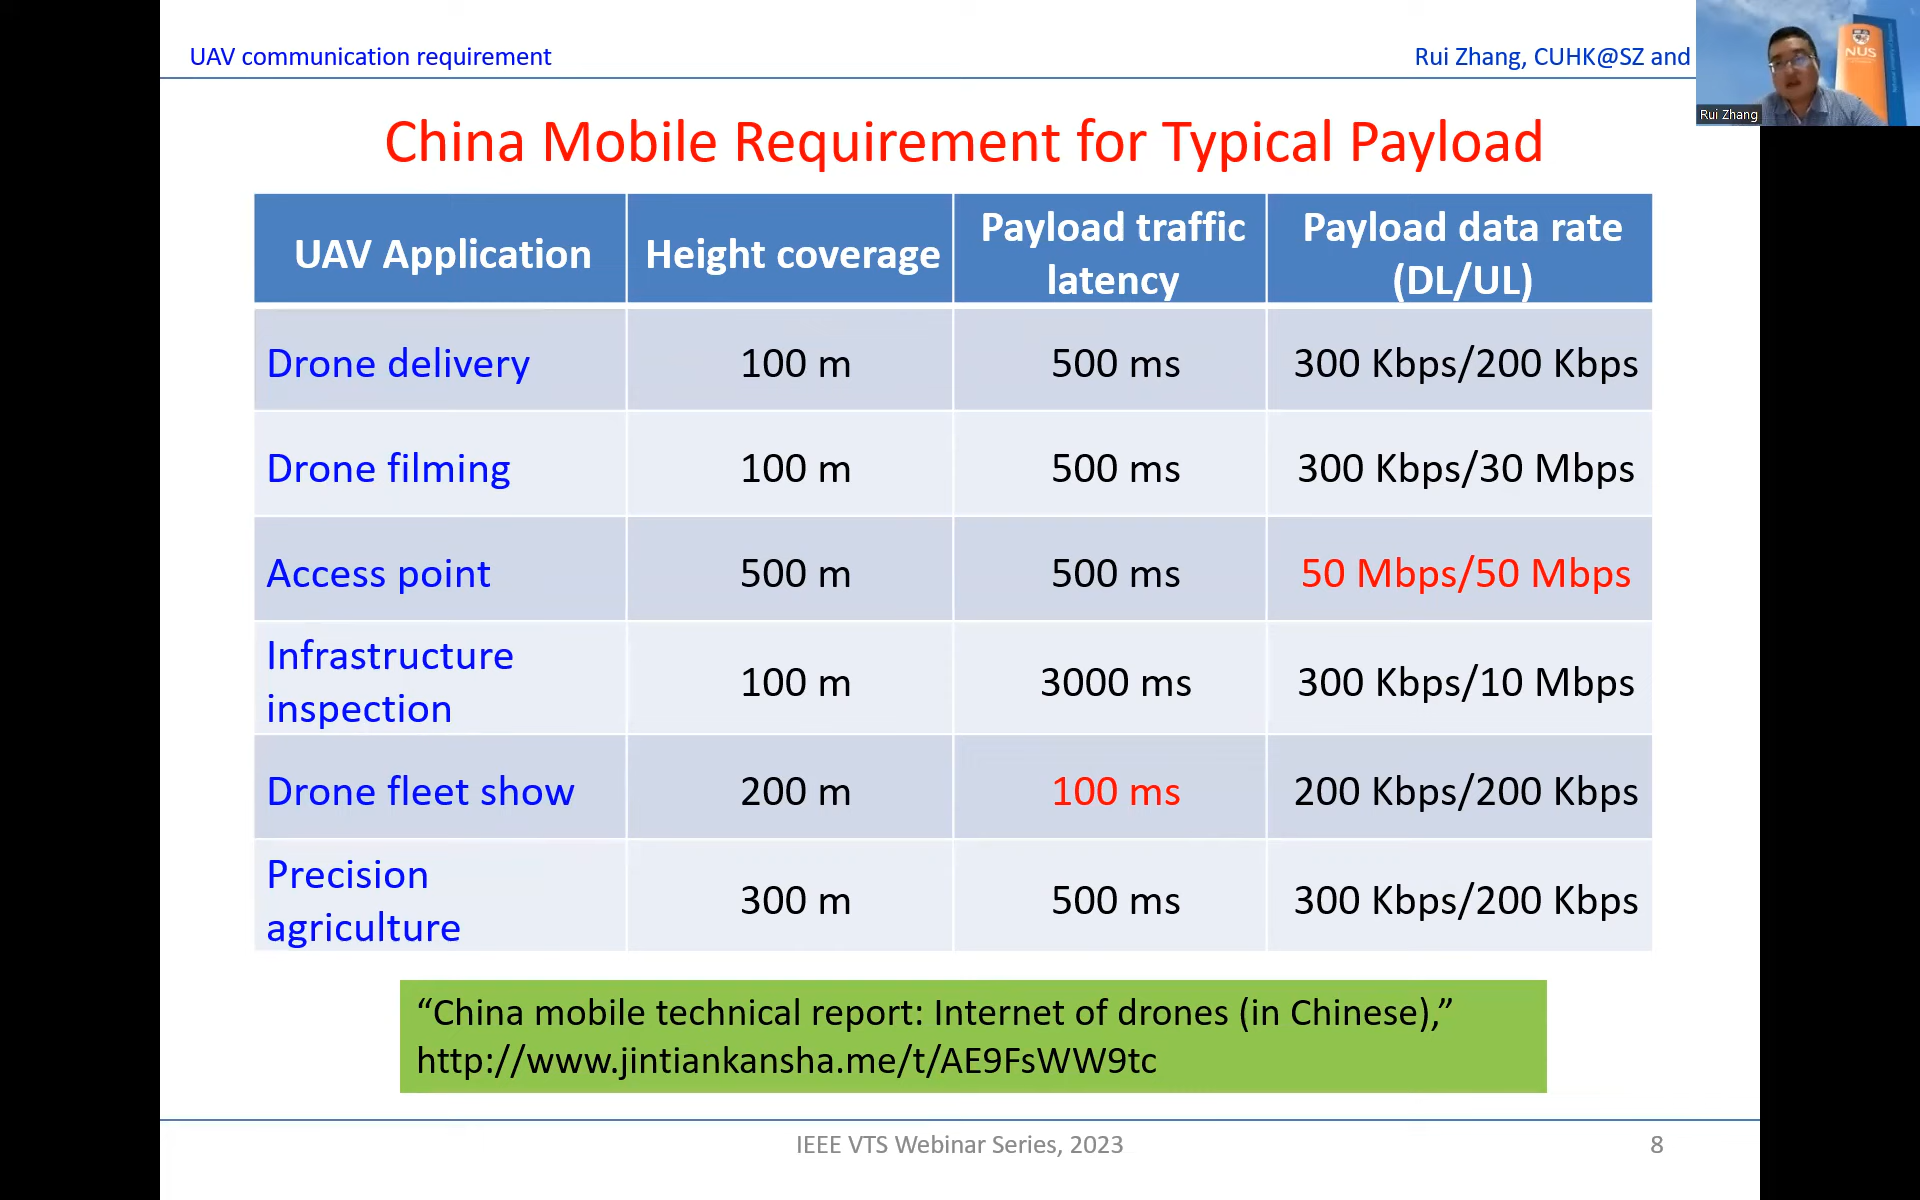 UAV communication requirement
Rui Zhang, CUHK@SZ and
NUS
Rui Zhang
China Mobile Requirement for Typical Payload
UAV Application Height coverage Payload traffic latency Payload data rate (DL/UL)
Drone delivery 100 m 500 ms 300 Kbps/200 Kbps
Drone filming 100 m 500 ms 300 Kbps/30 Mbps
Access point 500 m 500 ms 50 Mbps/50 Mbps
Infrastructure inspection 100 m 3000 ms 300 Kbps/10 Mbps
Drone fleet show 200 m 100 ms 200 Kbps/200 Kbps
Precision agriculture 300 m 500 ms 300 Kbps/200 Kbps
“China mobile technical report: Internet of drones (in Chinese),”
http://www.jintiankansha.me/t/AE9FsWW9tc
IEEE VTS Webinar Series, 2023
8